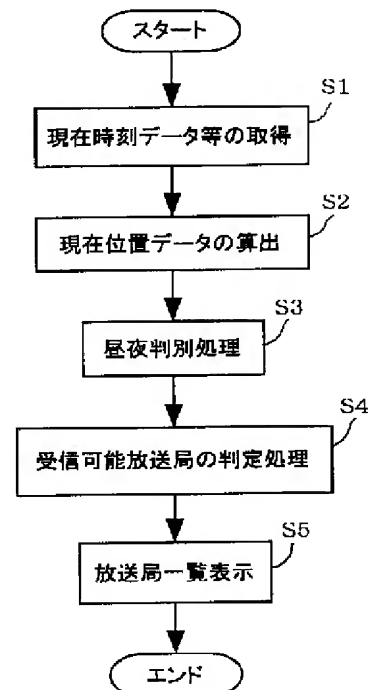 スタート
S1
現在時刻データ等の取得
S2
現在位置データの算出
S3
昼夜判別処理
S4
受信可能放送局の判定処理
S5
放送局一覧表示
エンド